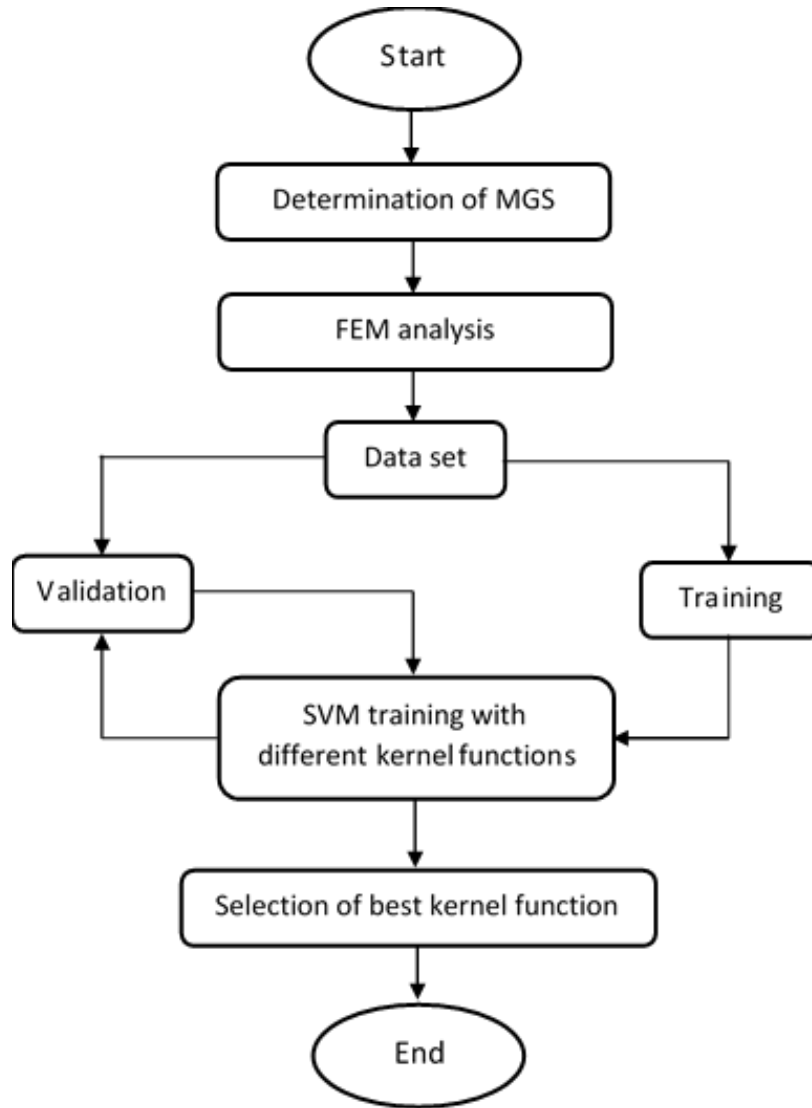 Start
Determination of MGS
FEM analysis
Data set
Validation
Training
SVM training with
different kernel functions
Selection of best kernel function
End